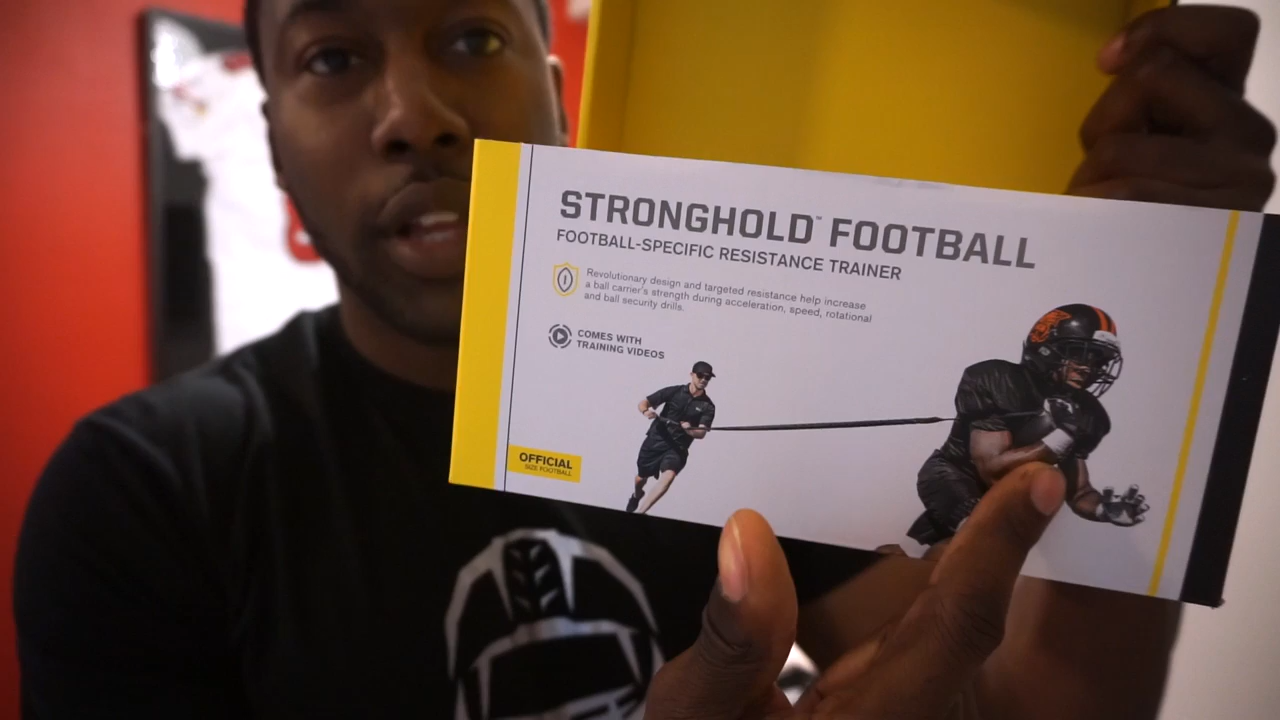 STRONGHOLD™ FOOTBALL
FOOTBALL-SPECIFIC RESISTANCE TRAINER
Revolutionary design and targeted resistance help increase
a ball carrier's strength during acceleration, speed, rotational
and ball security drills.
COMES WITH
TRAINING VIDEOS
OFFICIAL
SIZE FOOTBALL